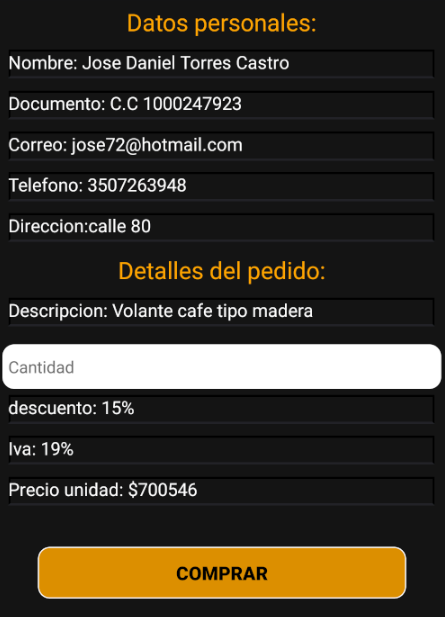 Datos personales:
Nombre: Jose Daniel Torres Castro
Documento: C.C 1000247923
Correo: jose72@hotmail.com
Telefono: 3507263948
Direccion:calle 80
Detalles del pedido:
Descripcion: Volante cafe tipo madera
Cantidad
descuento: 15%
Iva: 19%
Precio unidad: $700546
COMPRAR